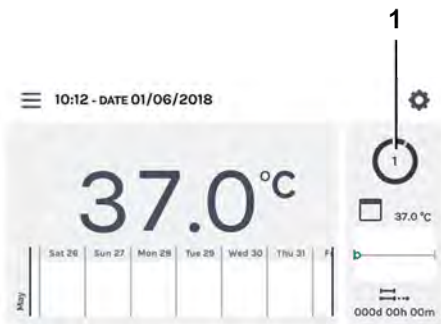 1
10:12 - DATE 01/06/2018
1
37.0°C
37.0 °C
Sat 26 Sun 27 Mon 28 Tue 29 Wed 30 Thu 31
May
000d 00h 00m